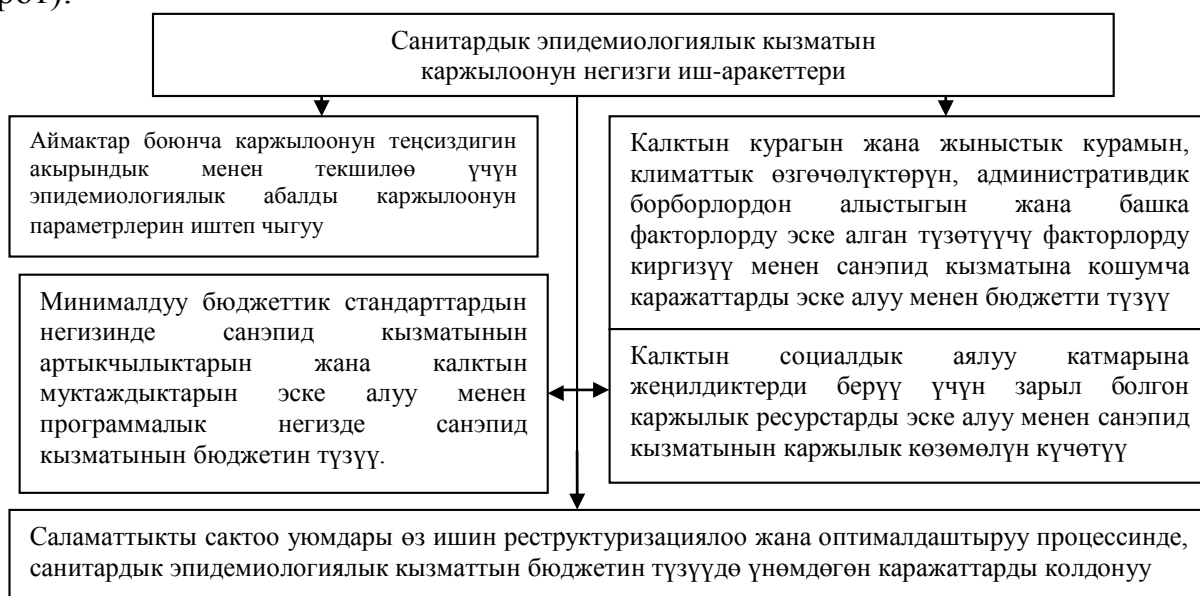 рөт).
Санитардык эпидемиологиялык кызматын
каржылоонун негизги иш-аракеттери
Аймактар боюнча каржылоонун теңсиздигин
акырындык менен текшилөө үчүн
эпидемиологиялык абалды каржылоонун
параметрлерин иштеп чыгуу
Калктын курагын жана жыныстык курамын,
климаттык өзгөчөлүктөрүн, административдик
борборлордон алыстыгын жана башка
факторлорду эске алган түзөтүүчү факторлорду
киргизүү менен санэпид кызматына кошумча
каражаттарды эске алуу менен бюджетти түзүү
Минималдуу бюджеттик стандарттардын
негизинде санэпид кызматынын
артыкчылыктарын жана калктын
муктаждыктарын эске алуу менен
программалык негизде санэпид
кызматынын бюджетин түзүү.
Калктын социалдык аялуу катмарына
жеңилдиктерди берүү үчүн зарыл болгон
каржылык ресурстарды эске алуу менен санэпид
кызматынын каржылык көзөмөлүн күчөтүү
Саламаттыкты сактоо уюмдары өз ишин реструктуризациялоо жана оптималдаштыруу процессинде,
санитардык эпидемиологиялык кызматтын бюджетин түзүүдө үнөмдөгөн каражаттарды колдонуу